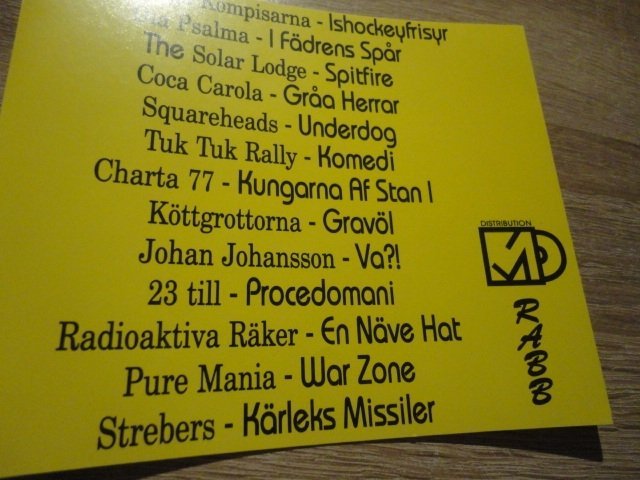 Kompisarna - Ishockeyfrisyr
Psalma - I Fädrens Spår
The Solar Lodge - Spitfire
Coca Carola - Gråa Herrar
Squareheads - Underdog
Tuk Tuk Rally - Komedi
Charta 77 - Kungarna Af Stan I
Köttgrottorna - Gravöl
Johan Johansson - Va?!
23 till - Procedomani
Radioaktiva Räker - En Näve Hat
Pure Mania - War Zone
Strebers - Kärleks Missiler
DISTRIBUTION
MD
RABB